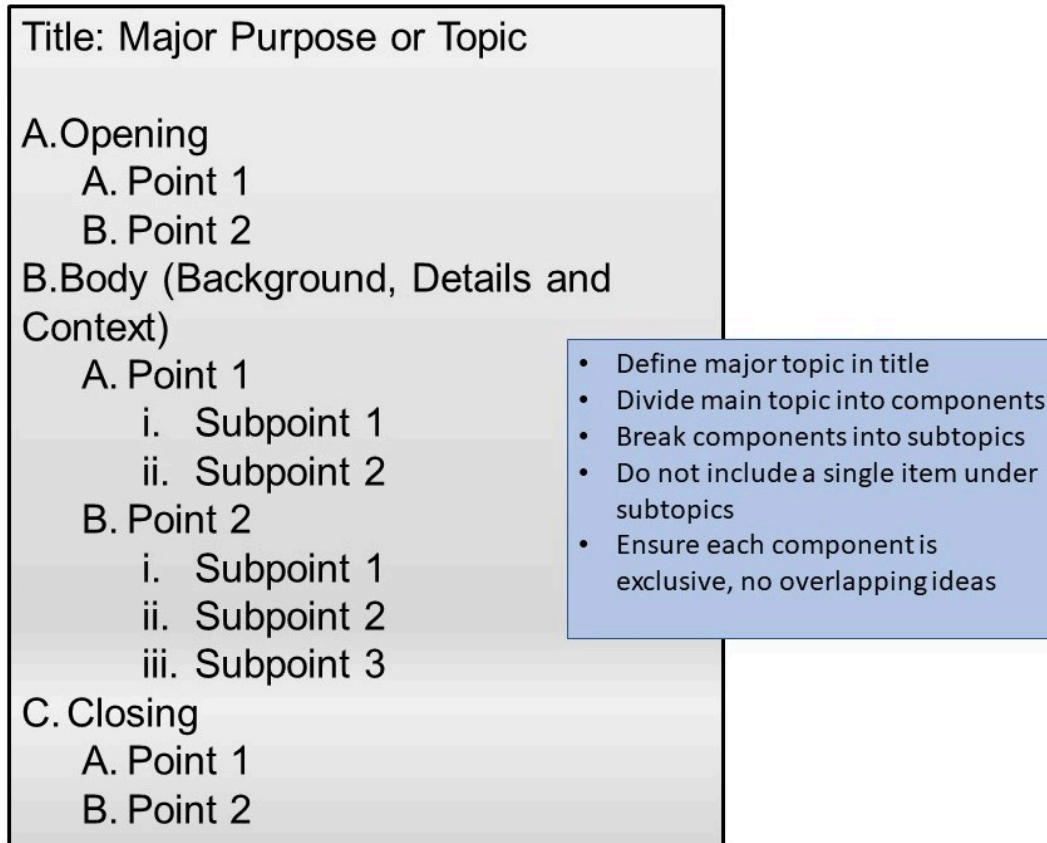 Title: Major Purpose or Topic
A.Opening
A. Point 1
B. Point 2
B.Body (Background, Details and
Context)
A. Point 1
i. Subpoint 1
ii. Subpoint 2
B. Point 2
i. Subpoint 1
ii. Subpoint 2
iii. Subpoint 3
C. Closing
A. Point 1
B. Point 2
• Define major topic in title
• Divide main topic into components
• Break components into subtopics
• Do not include a single item under
subtopics
• Ensure each component is
exclusive, no overlapping ideas